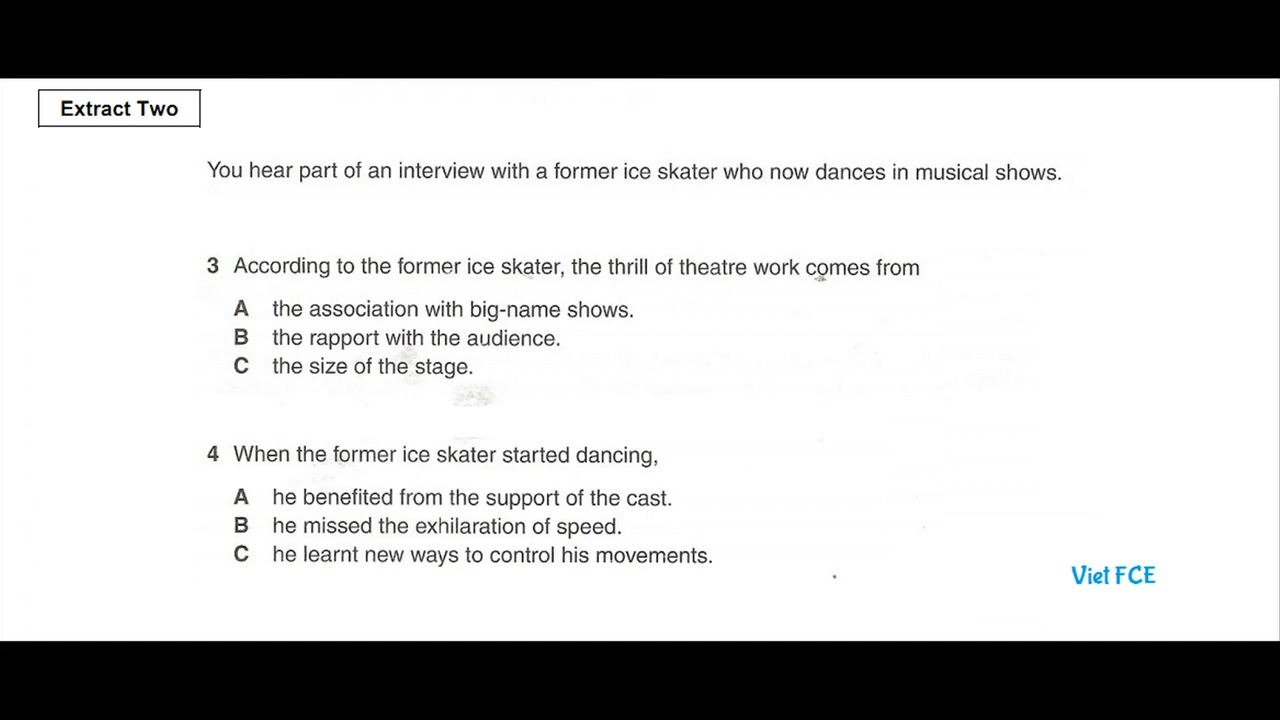 Extract Two
You hear part of an interview with a former ice skater who now dances in musical shows.
3 According to the former ice skater, the thrill of theatre work comes from
A the association with big-name shows.
B the rapport with the audience.
C the size of the stage.
4 When the former ice skater started dancing,
A he benefited from the support of the cast.
B he missed the exhilaration of speed.
C he learnt new ways to control his movements.
Viet FCE